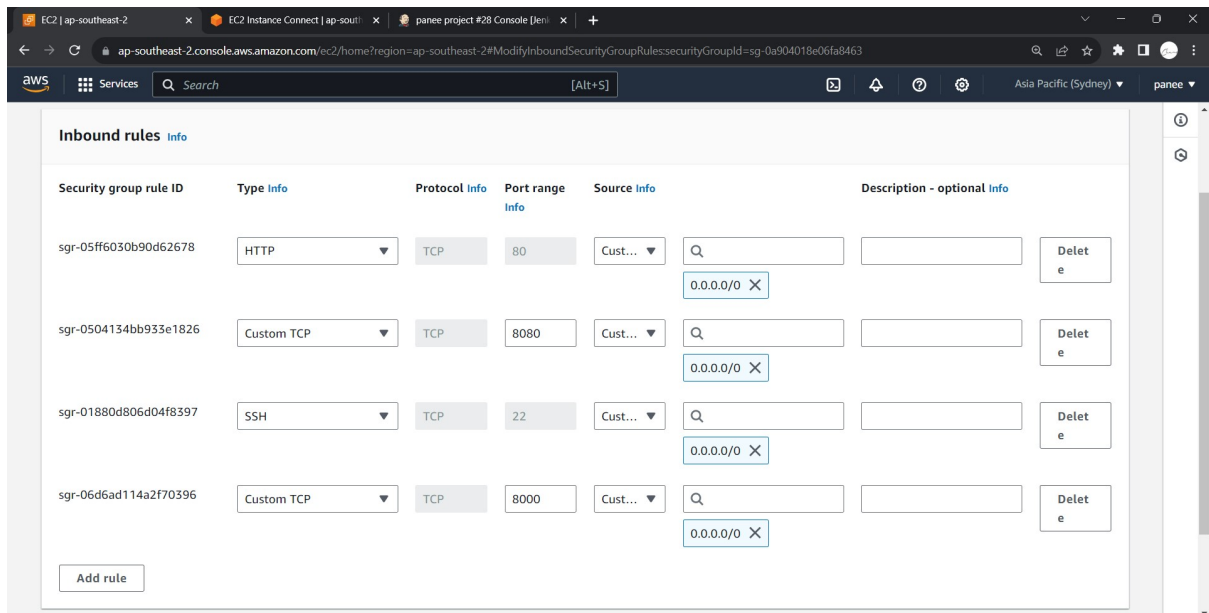 EC2 | ap-southeast-2
EC2 Instance Connect | ap-south
panee project #28 Console [Jenk
ap-southeast-2.console.aws.amazon.com/ec2/home?region=ap-southeast-2#ModifyInboundSecurityGroupRules:securityGroupId=sg-0a904018e06fa8463
aws Services Search [Alt+S] Asia Pacific (Sydney) panee
Inbound rules Info
Security group rule ID Type Info Protocol Info Port range Info Source Info Description - optional Info
sgr-05ff6030b90d62678 HTTP TCP 80 Cust... Delete
0.0.0.0/0
sgr-0504134bb933e1826 Custom TCP TCP 8080 Cust... Delete
0.0.0.0/0
sgr-01880d806d04f8397 SSH TCP 22 Cust... Delete
0.0.0.0/0
sgr-06d6ad114a2f70396 Custom TCP TCP 8000 Cust... Delete
0.0.0.0/0
Add rule